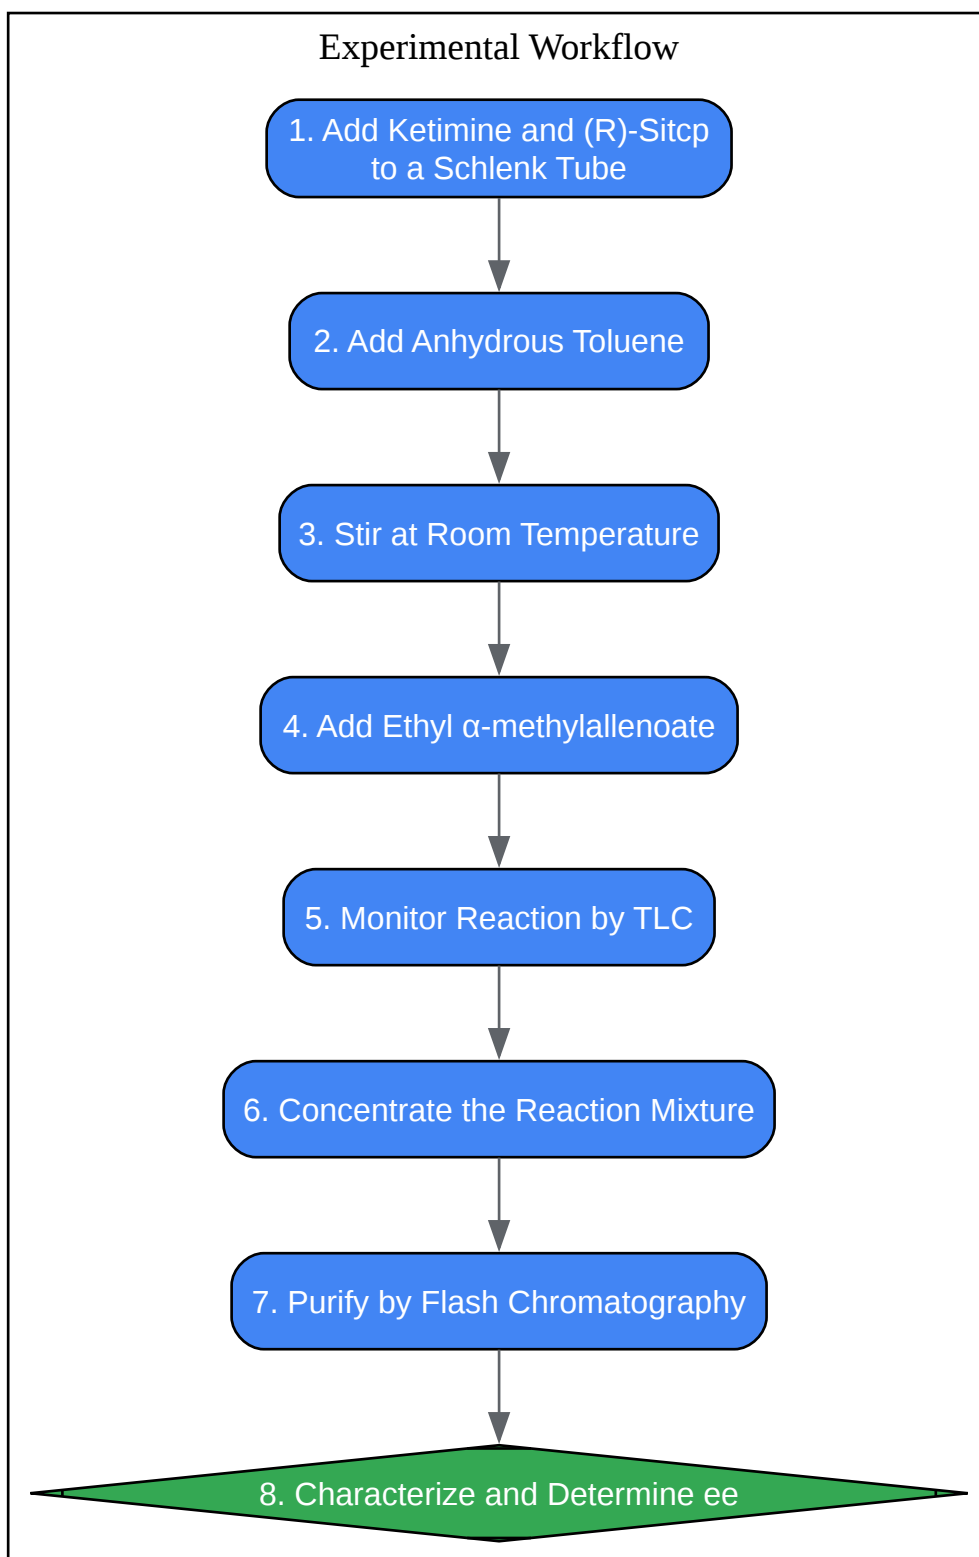 Experimental Workflow
1. Add Ketimine and (R)-Sitcp
to a Schlenk Tube
2. Add Anhydrous Toluene
3. Stir at Room Temperature
4. Add Ethyl α-methylallenoate
5. Monitor Reaction by TLC
6. Concentrate the Reaction Mixture
7. Purify by Flash Chromatography
8. Characterize and Determine ee